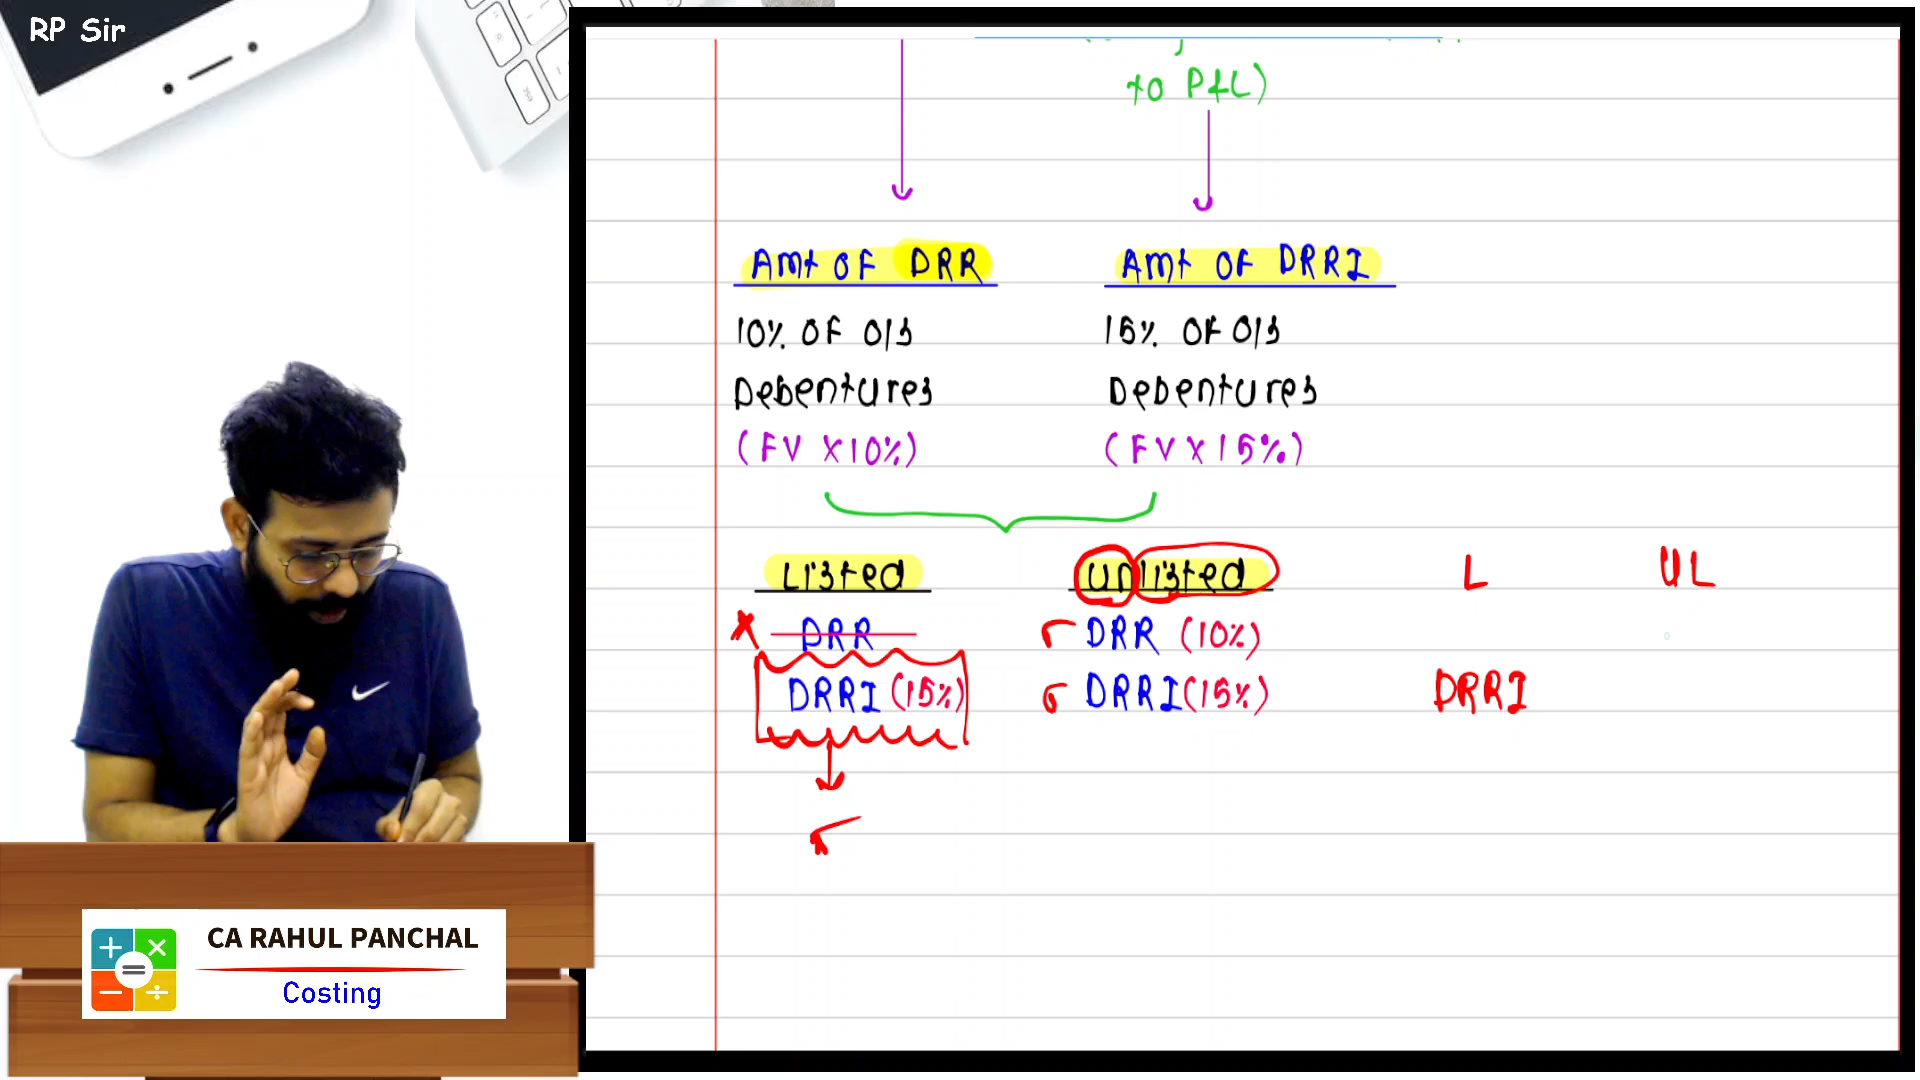 RP Sir
to P&L)
Amt OF DRR
Amt OF DRRI
10% OF O/s
15% OF O/s
Debentures
Debentures
(FV X10%)
(FV X 15%)
Listed
Unlisted
L
UL
DRR
DRR (10%)
DRRI (15%)
DRRI (15%)
DRRI
CA RAHUL PANCHAL
Costing